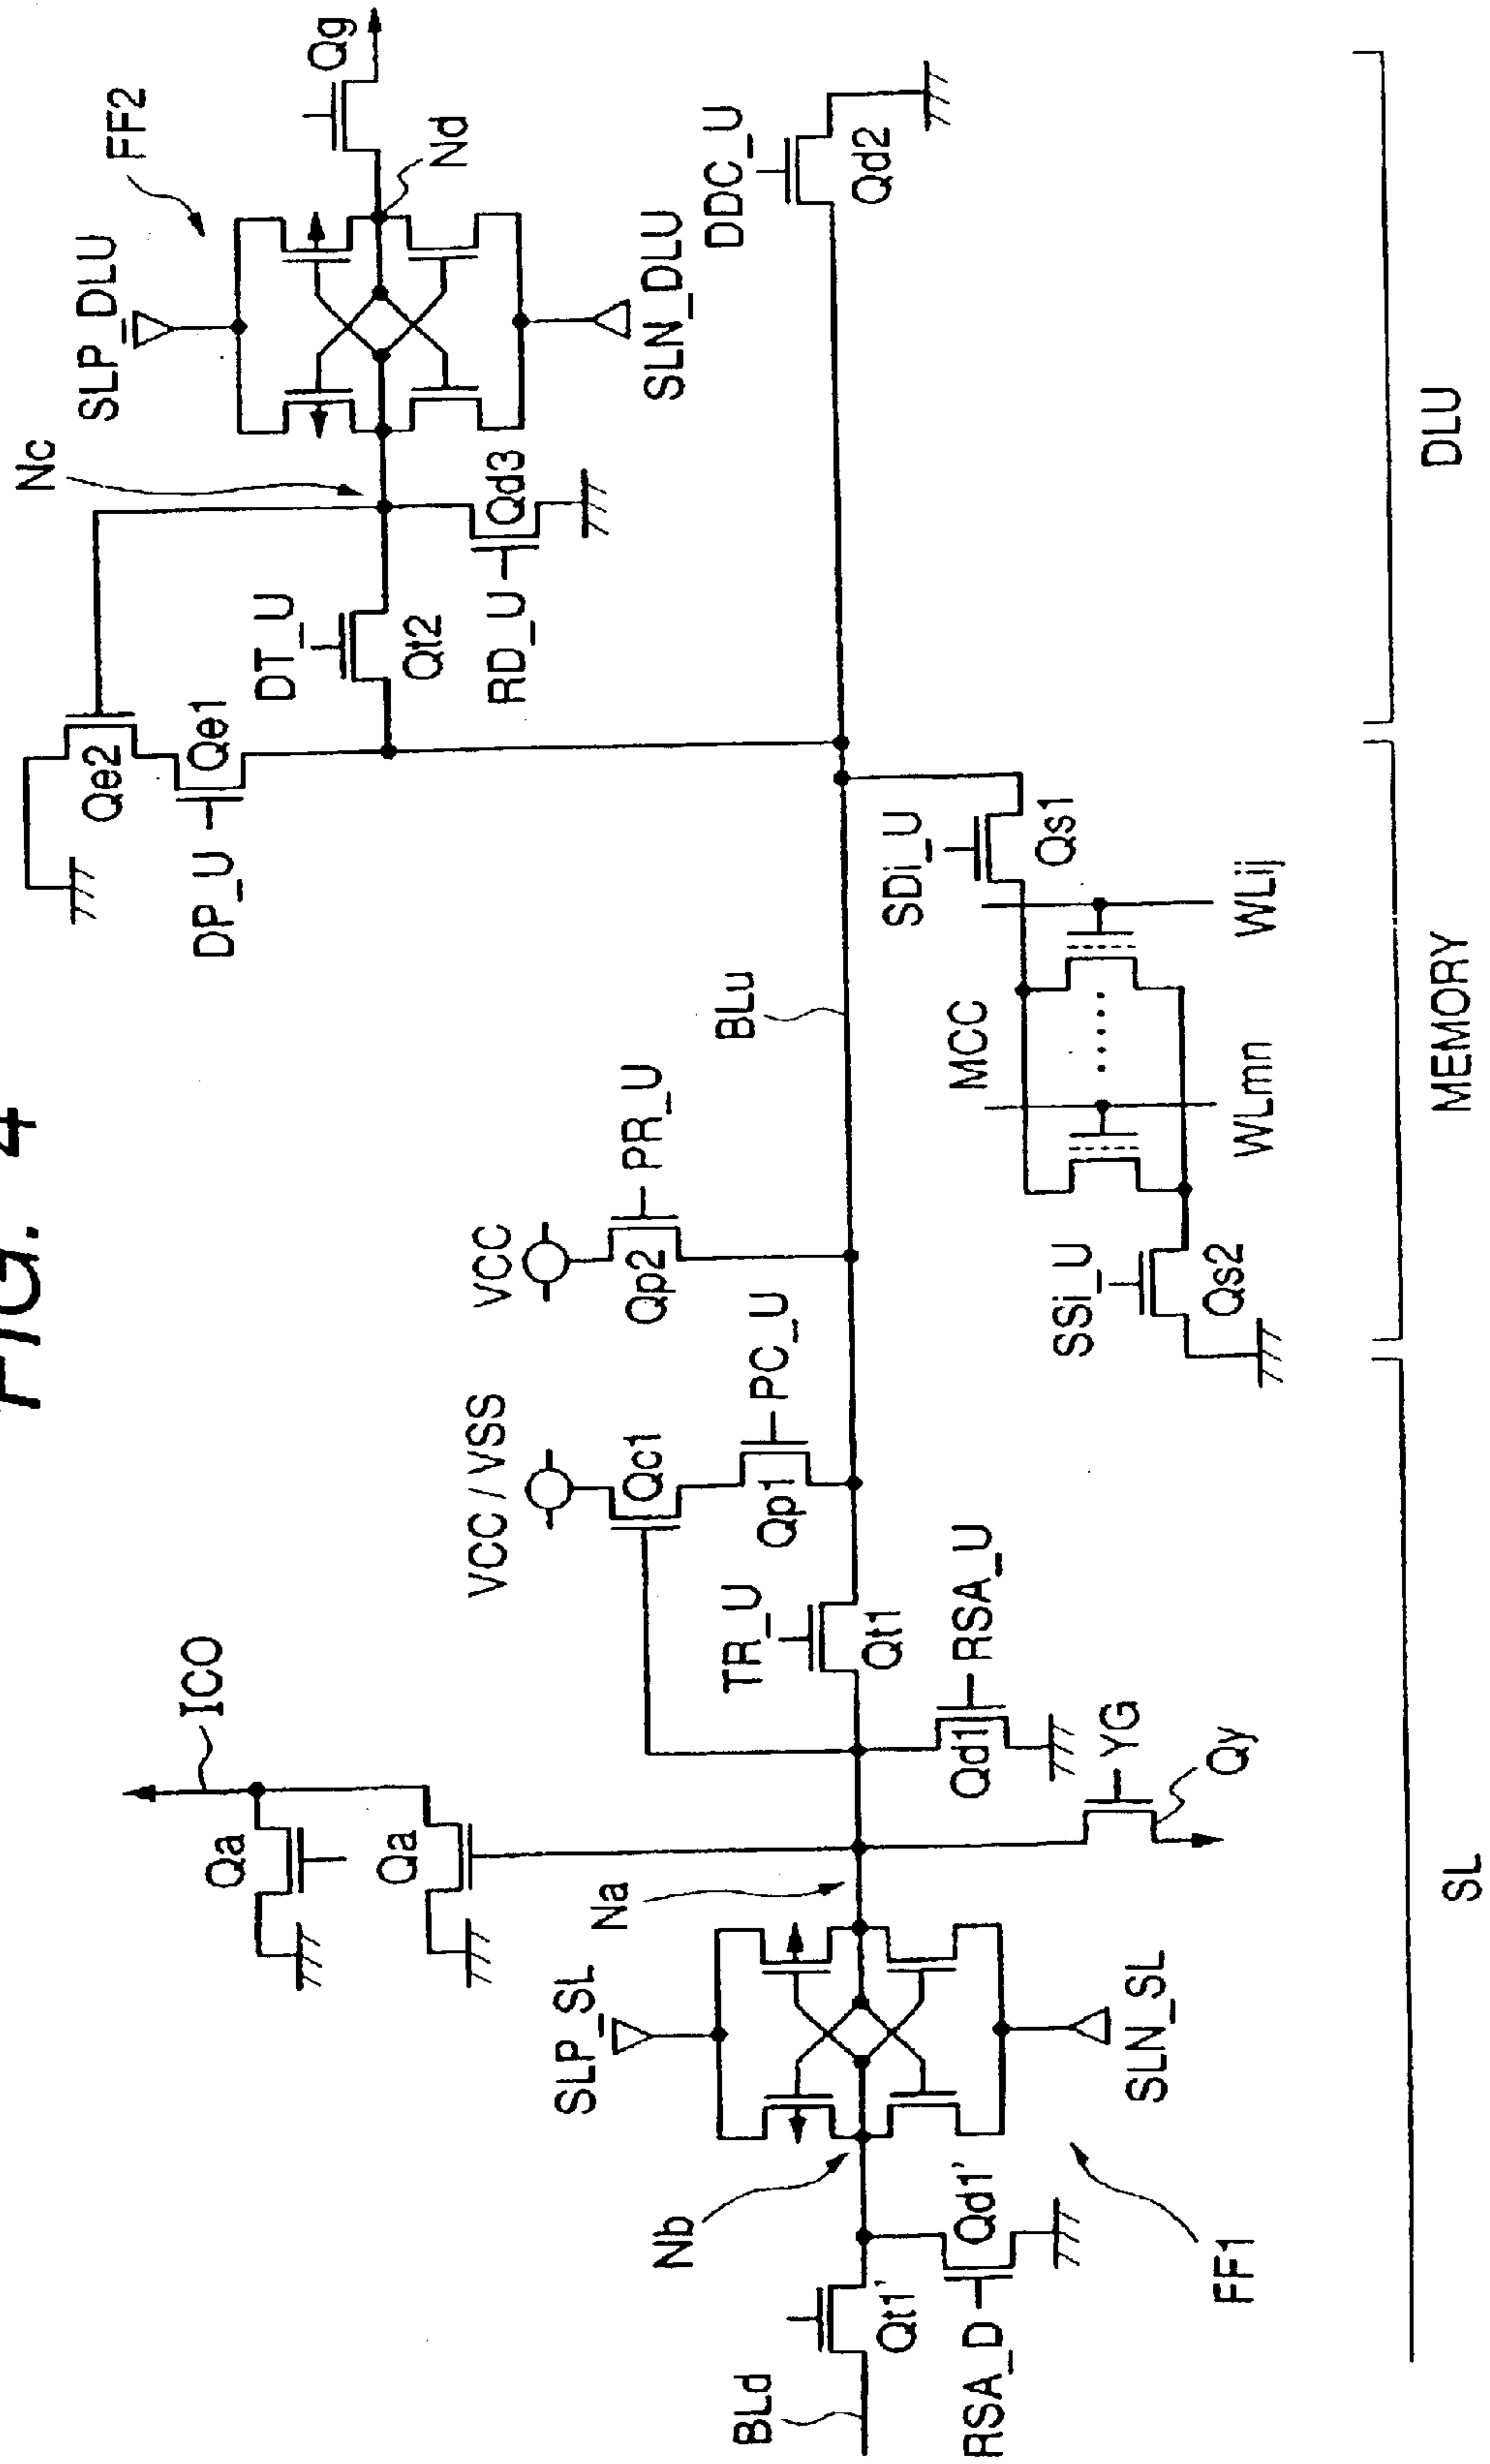 FIG. 4
SLP_DLU
FF2
Qg
Nc
Nd
SLN_DLU
DT_U
Qt2
Qd3
RD_U
Qe2
Qe1
DP_U
DDC_U
Qd2
BLu
SDi_U
Qs1
MCC
WLij
WLmn
SSi_U
Qs2
VCC
PR_U
Qp2
VCC / VSS
Qc1
PC_U
Qp1
TR_U
Qt1
RSA_U
Qd1
YG
Qy
ICO
Qa
Qa
Na
SLP_SL
SLN_SL
Nb
Qd1'
Qt1'
RSA_D
BLd
FF1
SL
MEMORY
DLU